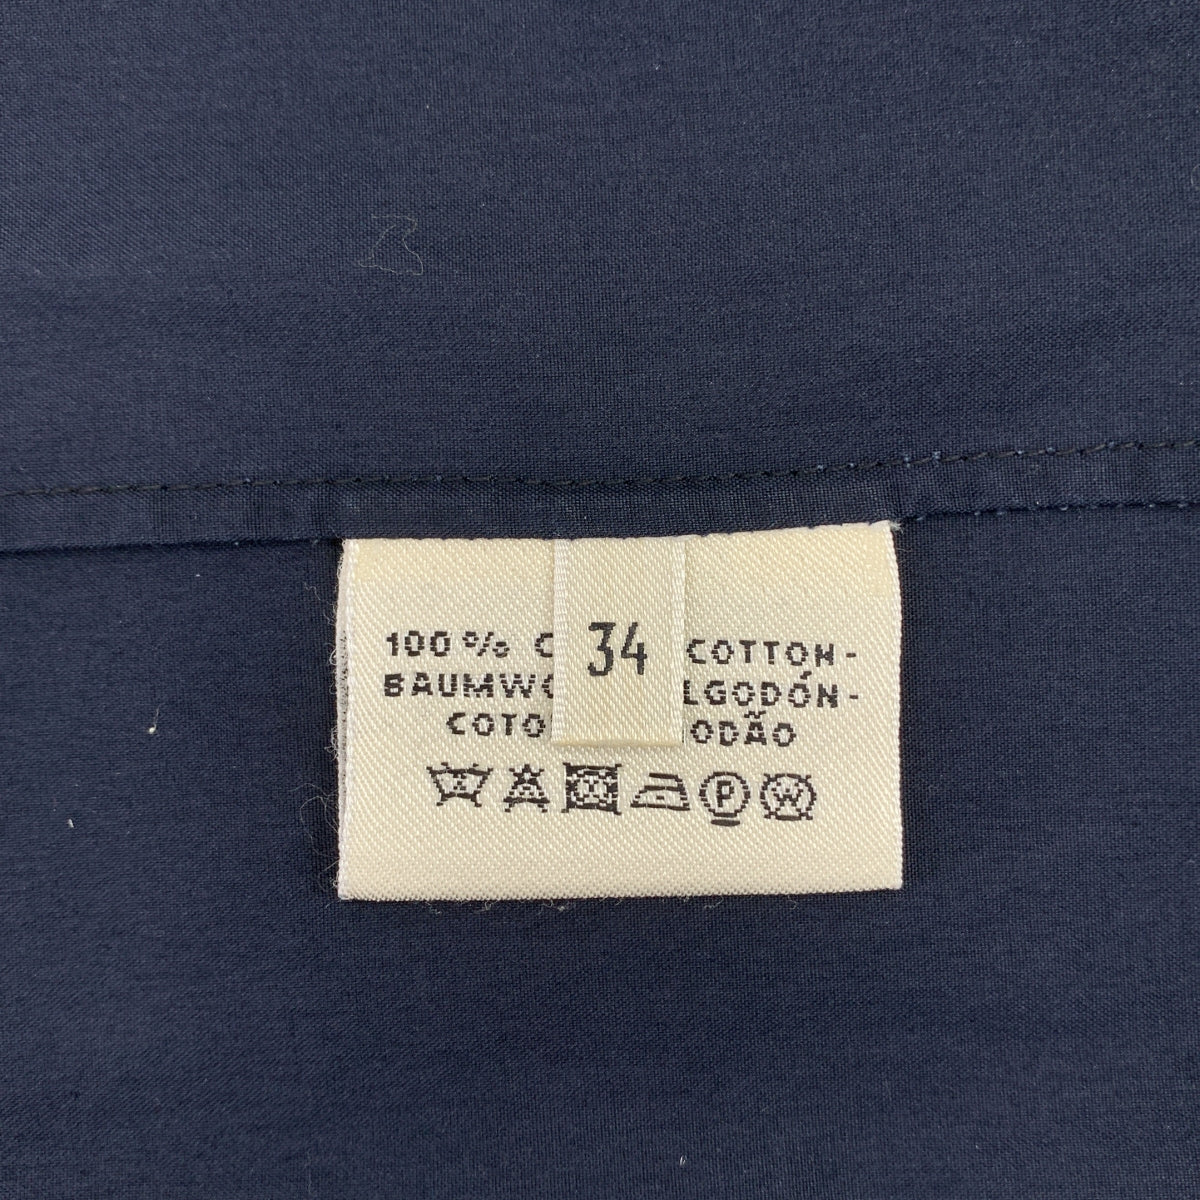 100 % C 34 COTTON-
BAUMWO LGODÓN-
COTO ODÃO
P W